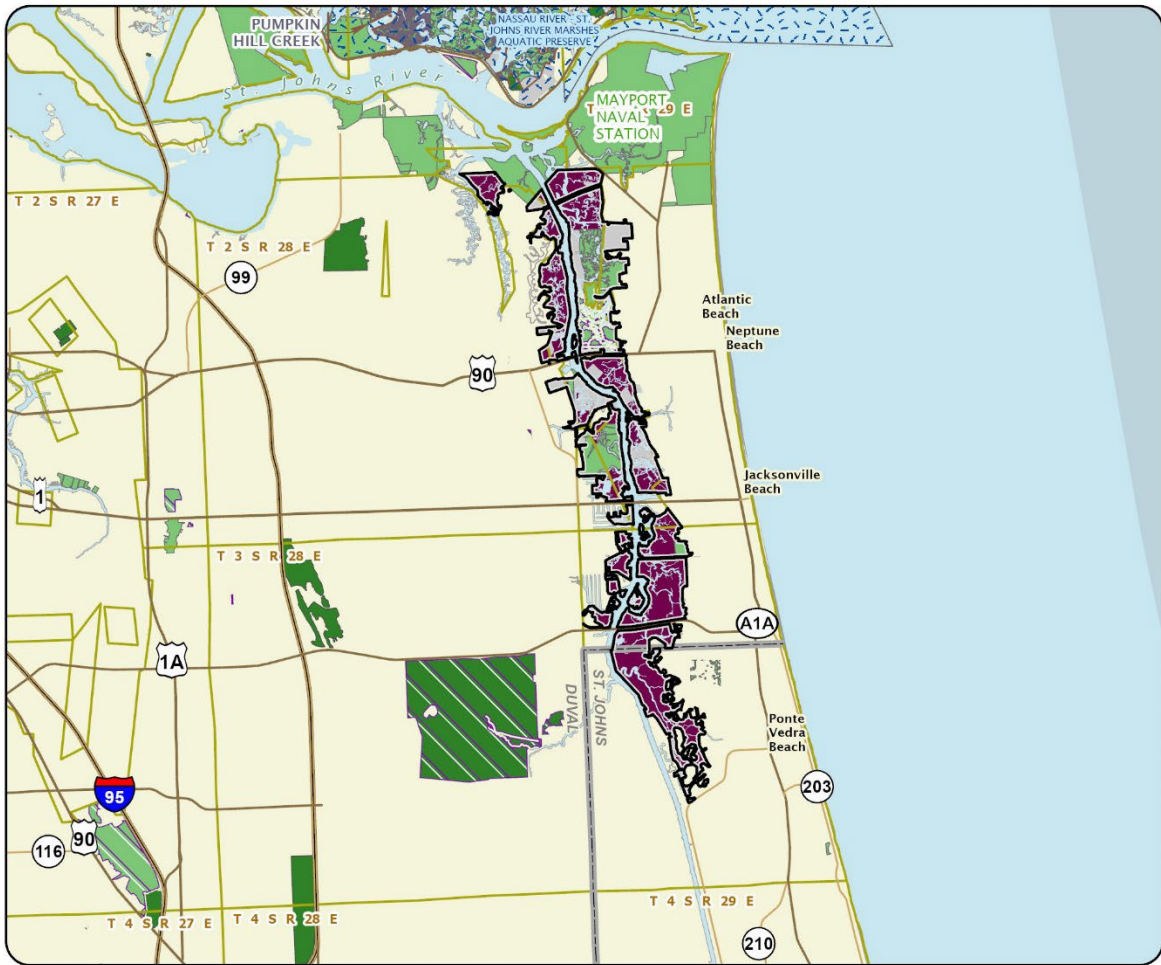 NASSAU RIVER - ST.
JOHNS RIVER MARSHES
AQUATIC PRESERVE
PUMPKIN
HILL CREEK
St. Johns River
MAYPORT
NAVAL
STATION
29 E
T 2 S R 27 E
T 2 S R 28 E
99
Atlantic
Beach
Neptune
Beach
90
Jacksonville
Beach
1
T 3 S R 28 E
A1A
1A
ST. JOHNS
DUVAL
Ponte
Vedra
Beach
203
95
90
116
T 4 S R 27 E
T 4 S R 28 E
T 4 S R 29 E
210